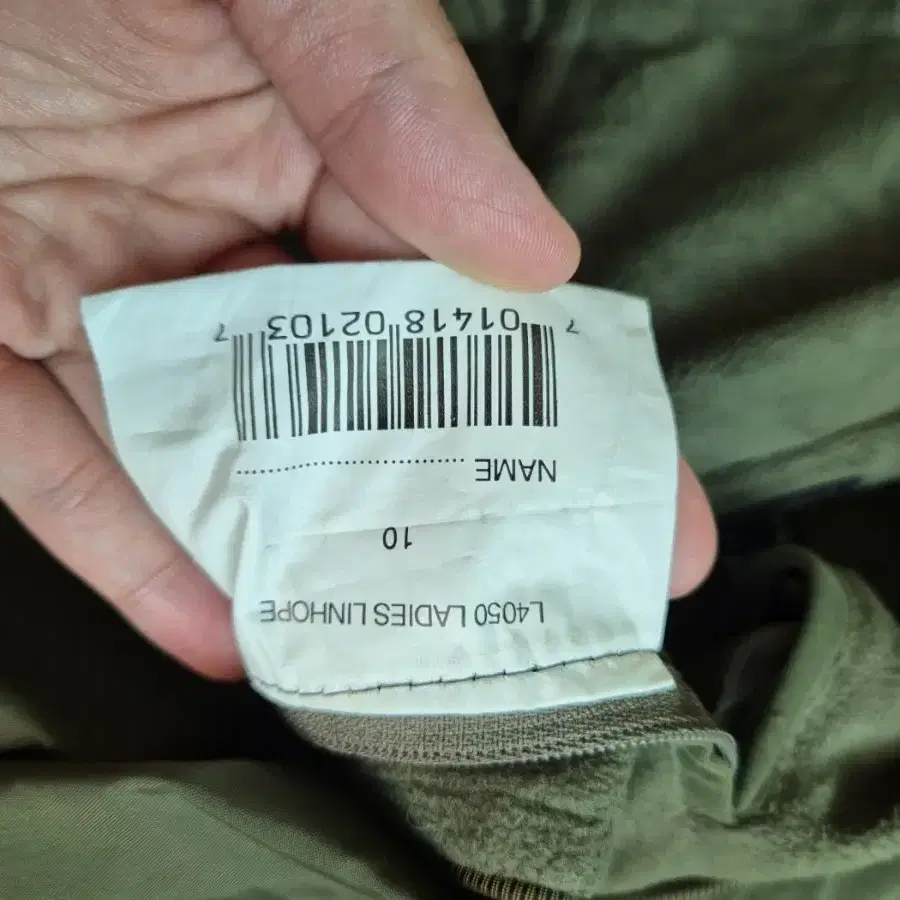 L4050 LADIES LINHOPE
10
NAME ..............................
7 01418 02103 7